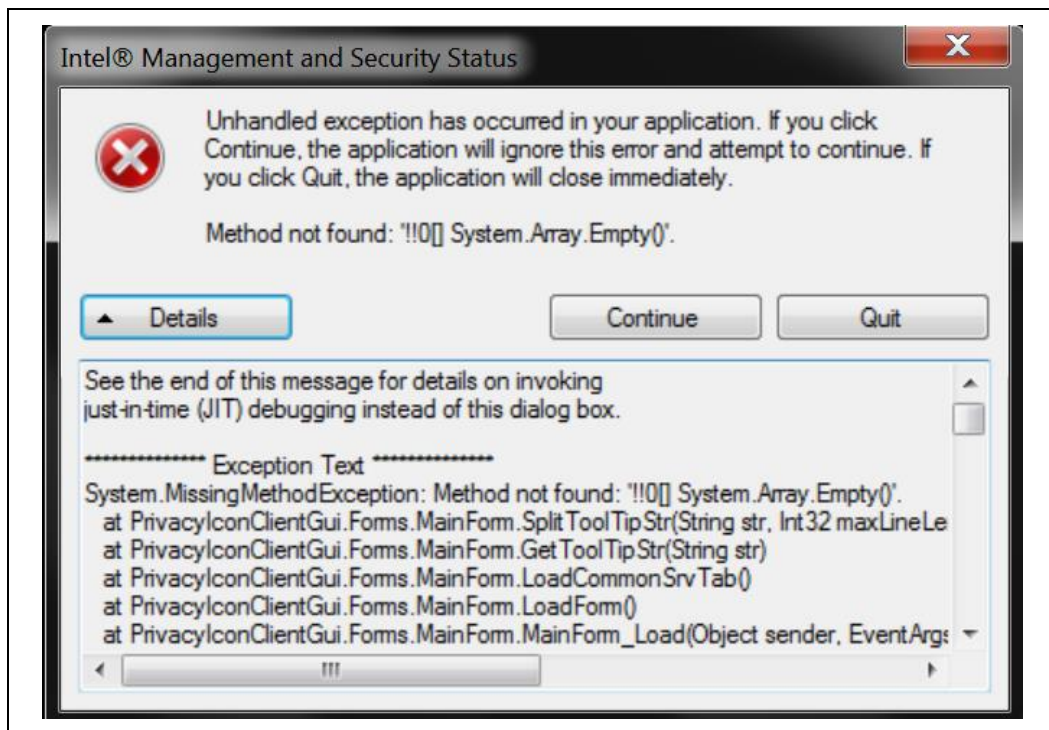 Intel® Management and Security Status
Unhandled exception has occurred in your application. If you click
Continue, the application will ignore this error and attempt to continue. If
you click Quit, the application will close immediately.
Method not found: '!!0[] System.Array.Empty()'.
Details
Continue
Quit
See the end of this message for details on invoking
just-in-time (JIT) debugging instead of this dialog box.
************** Exception Text **************
System.MissingMethodException: Method not found: '!!0[] System.Array.Empty()'.
at PrivacyIconClientGui.Forms.MainForm.SplitToolTipStr(String str, Int32 maxLineLe
at PrivacyIconClientGui.Forms.MainForm.GetToolTipStr(String str)
at PrivacyIconClientGui.Forms.MainForm.LoadCommonSrvTab()
at PrivacyIconClientGui.Forms.MainForm.LoadForm()
at PrivacyIconClientGui.Forms.MainForm.MainForm_Load(Object sender, EventArgs